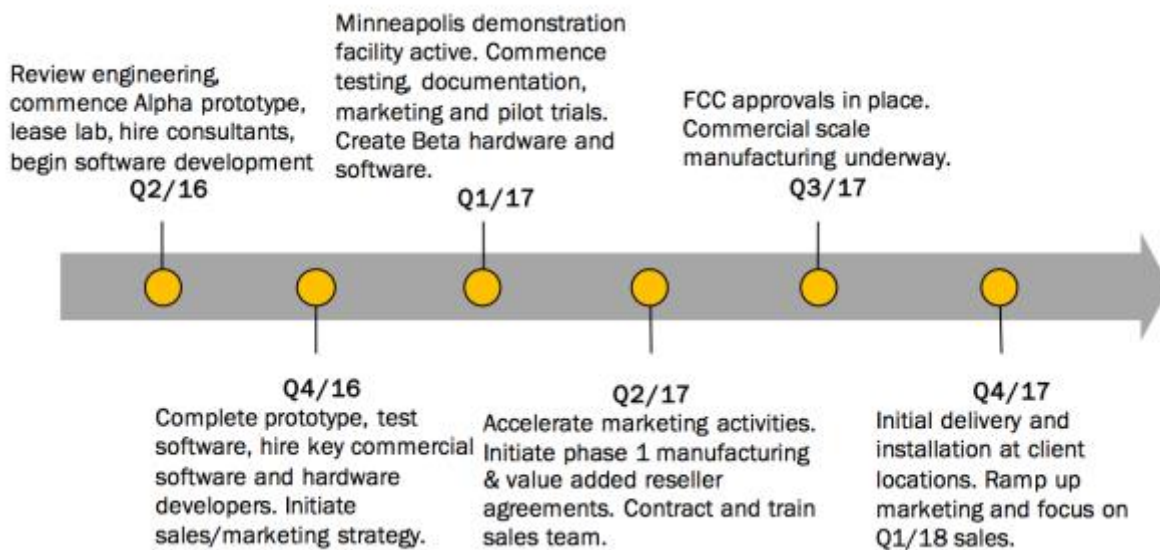 Review engineering,
commence Alpha prototype,
lease lab, hire consultants,
begin software development
Q2/16
Minneapolis demonstration
facility active. Commence
testing, documentation,
marketing and pilot trials.
Create Beta hardware and
software.
Q1/17
FCC approvals in place.
Commercial scale
manufacturing underway.
Q3/17
Q4/16
Complete prototype, test
software, hire key commercial
software and hardware
developers. Initiate
sales/marketing strategy.
Q2/17
Accelerate marketing activities.
Initiate phase 1 manufacturing
& value added reseller
agreements. Contract and train
sales team.
Q4/17
Initial delivery and
installation at client
locations. Ramp up
marketing and focus on
Q1/18 sales.